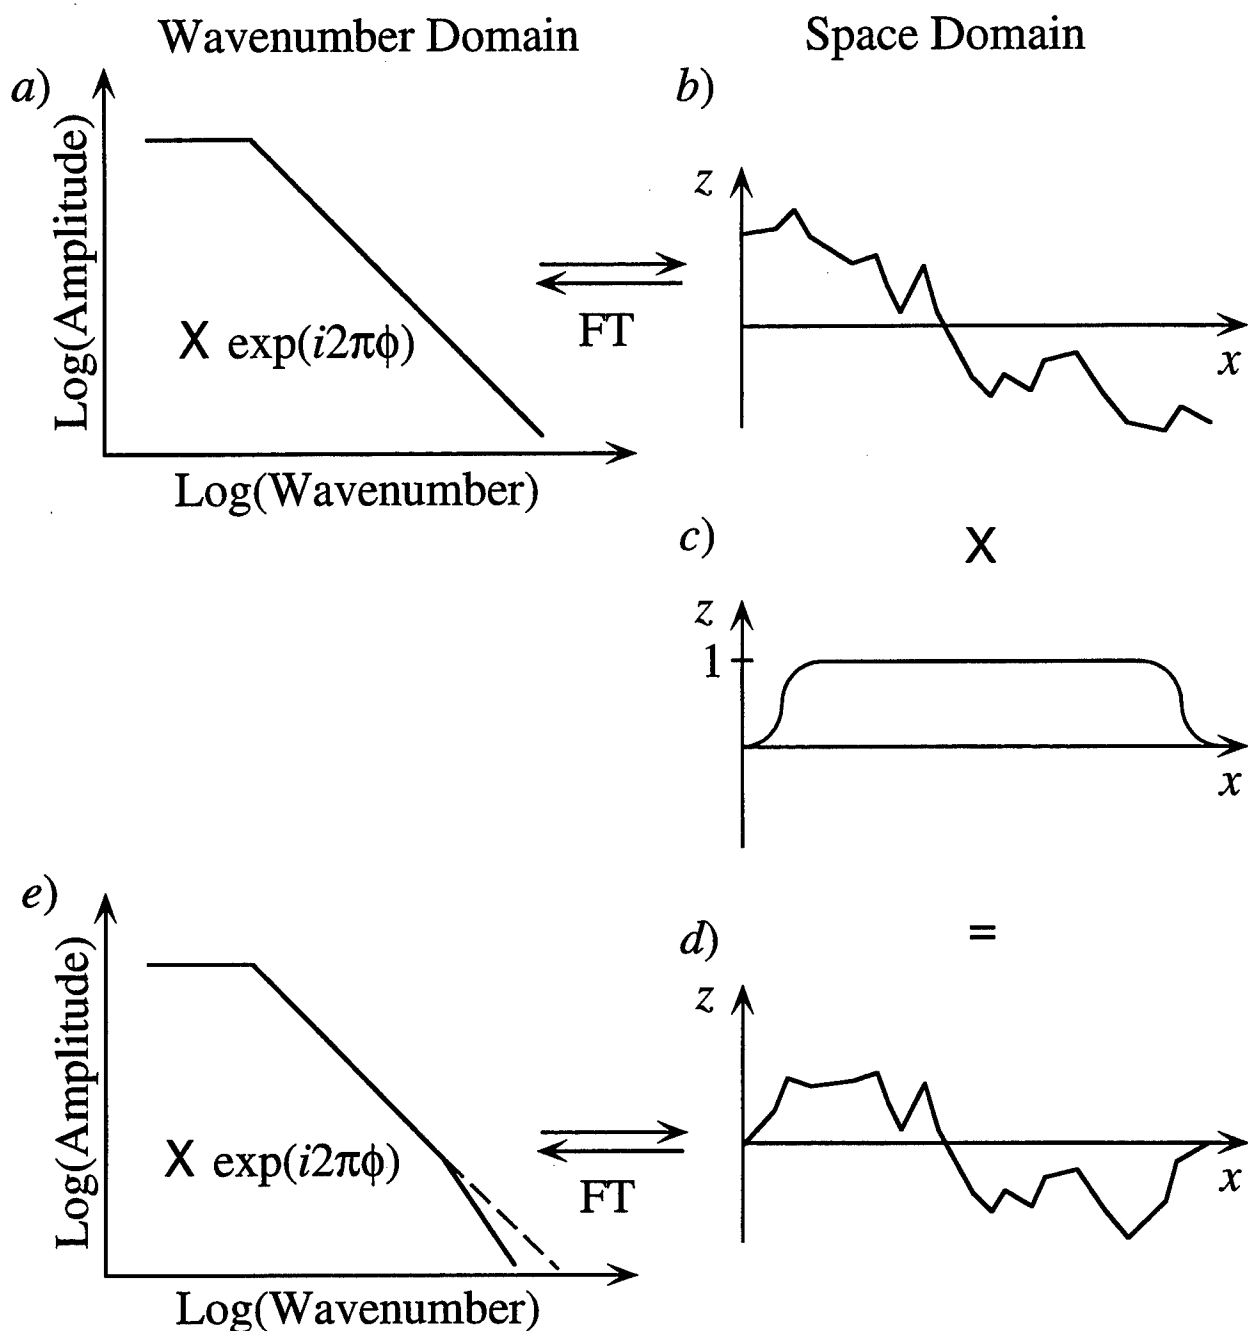 Wavenumber Domain
Space Domain
a)
Log(Amplitude)
X exp(i2πϕ)
Log(Wavenumber)
FT
b)
z
x
c)
X
z
1
x
e)
Log(Amplitude)
X exp(i2πϕ)
Log(Wavenumber)
FT
d)
=
z
x